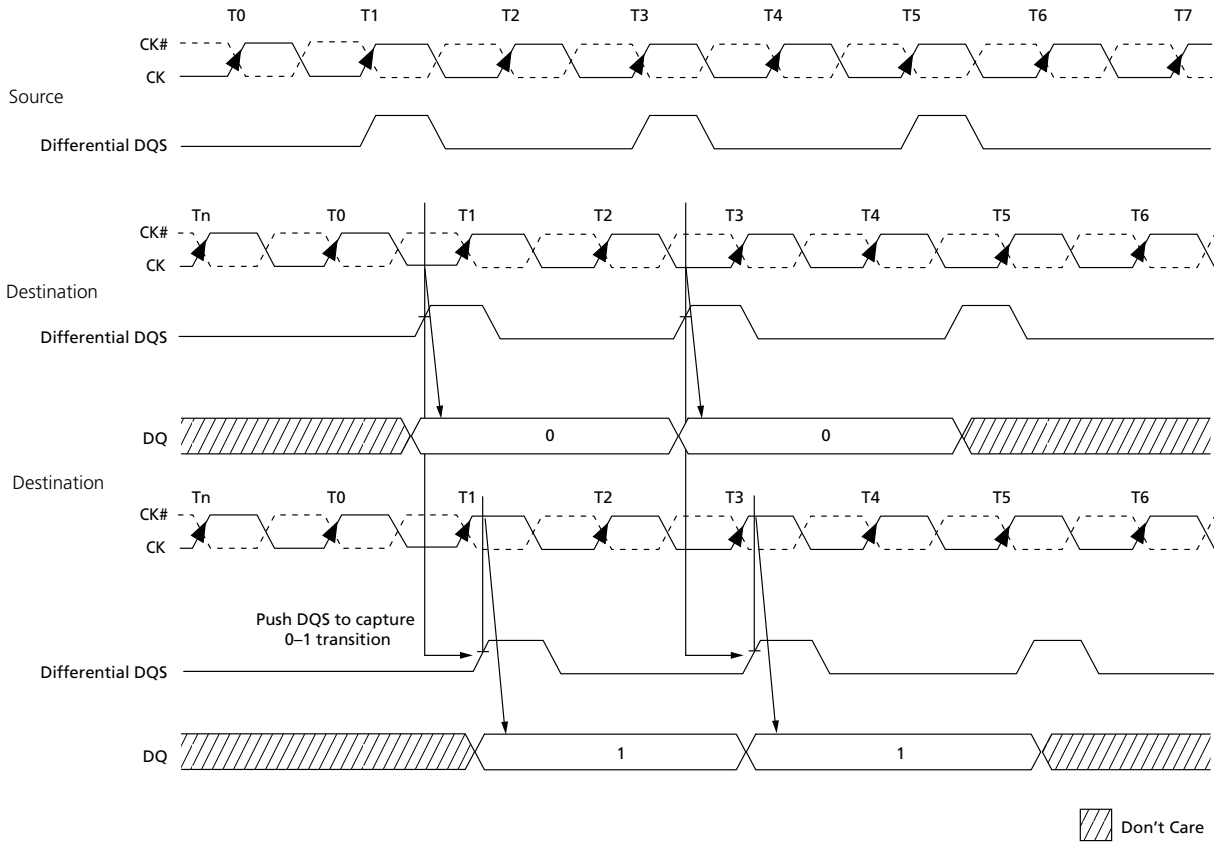 T0 T1 T2 T3 T4 T5 T6 T7
CK#
CK
Source
Differential DQS
Tn T0 T1 T2 T3 T4 T5 T6
CK#
CK
Destination
Differential DQS
DQ 0 0
Destination
Tn T0 T1 T2 T3 T4 T5 T6
CK#
CK
Push DQS to capture
0–1 transition
Differential DQS
DQ 1 1
Don't Care